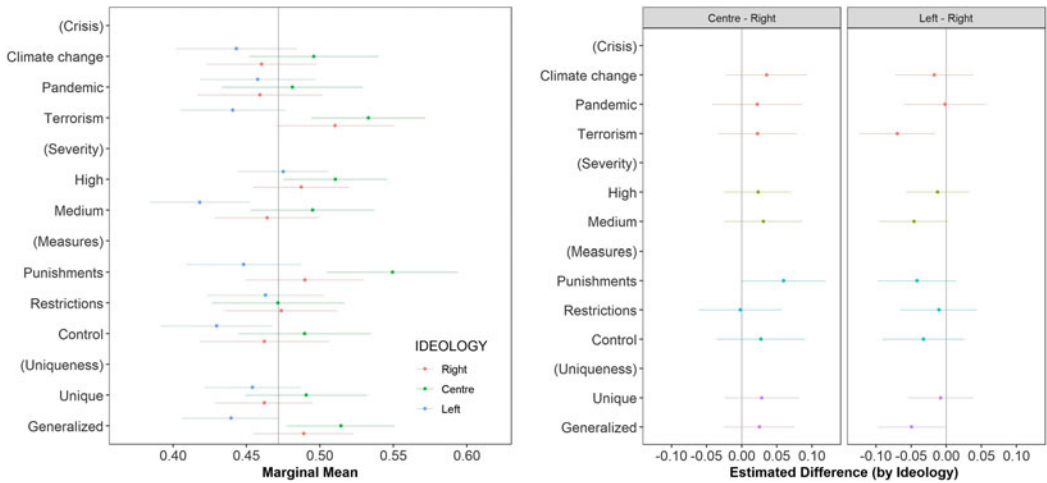 (Crisis)
Climate change
Pandemic
Terrorism
(Severity)
High
Medium
(Measures)
Punishments
Restrictions
Control
(Uniqueness)
Unique
Generalized
IDEOLOGY
Right
Centre
Left
0.40 0.45 0.50 0.55 0.60
Marginal Mean
Centre - Right Left - Right
(Crisis)
Climate change
Pandemic
Terrorism
(Severity)
High
Medium
(Measures)
Punishments
Restrictions
Control
(Uniqueness)
Unique
Generalized
-0.10 -0.05 0.00 0.05 0.10 -0.10 -0.05 0.00 0.05 0.10
Estimated Difference (by Ideology)